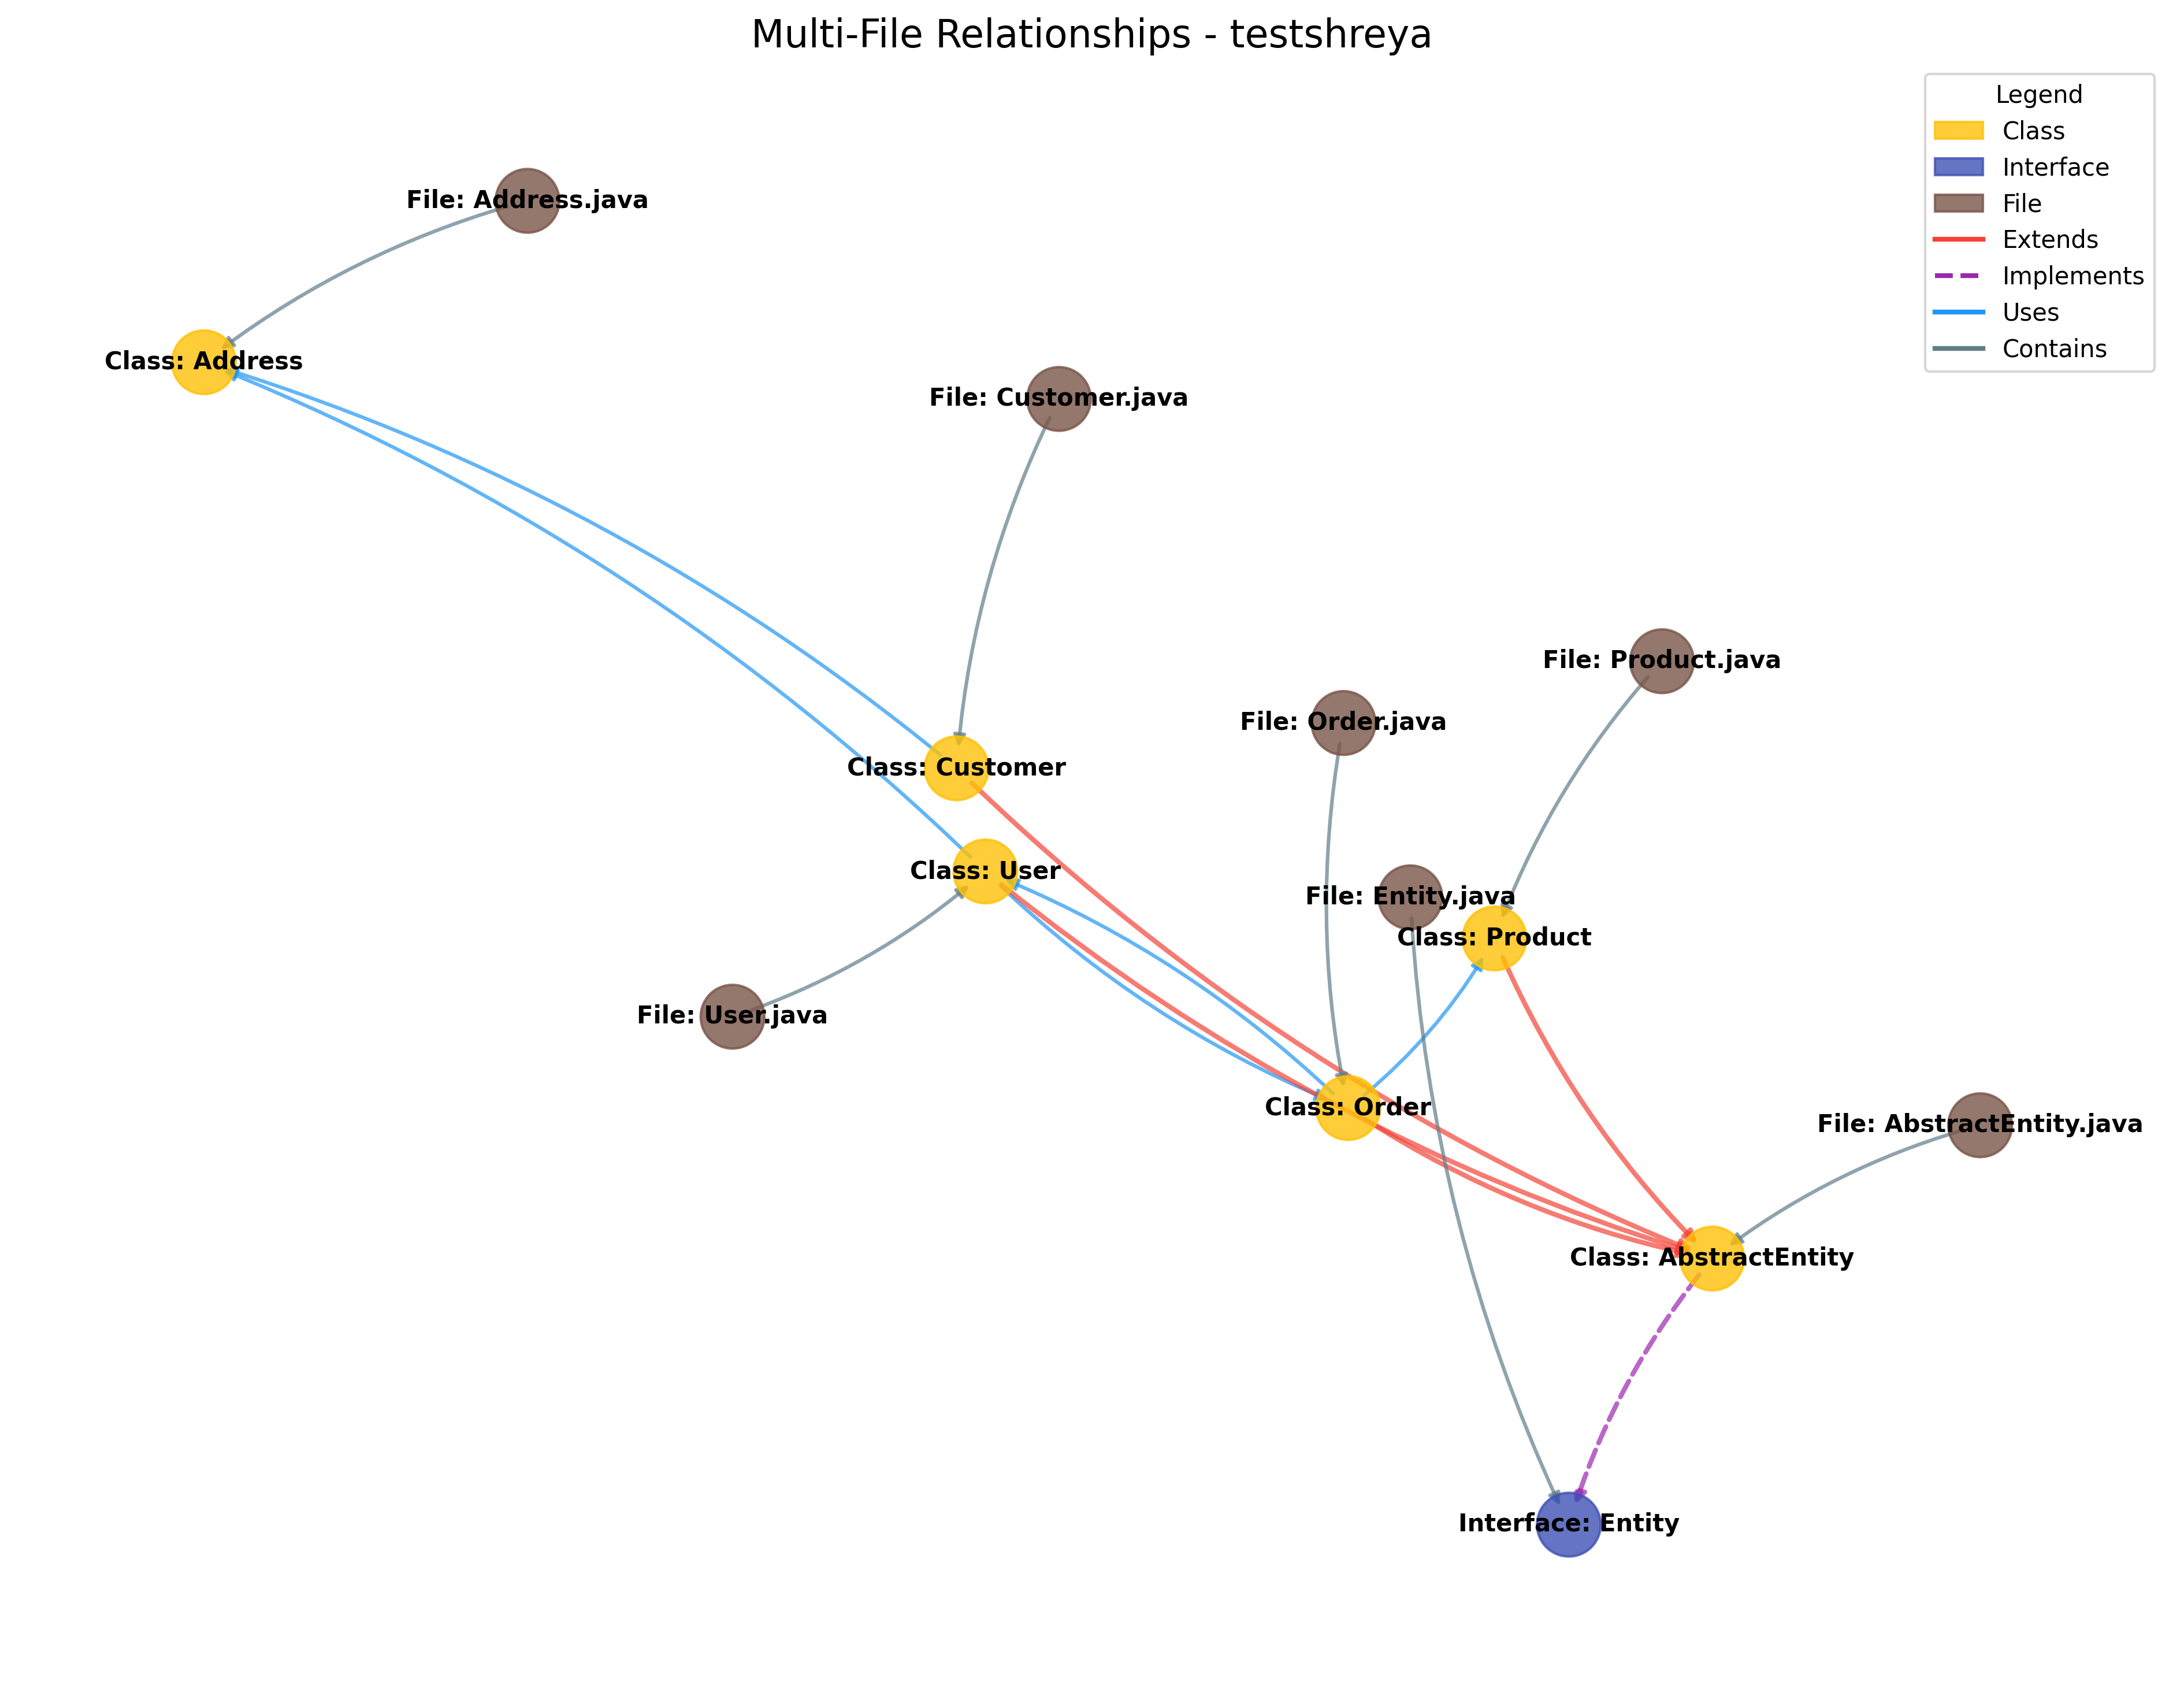 Multi-File Relationships - testshreya
Legend
Class
Interface
File
Extends
Implements
Uses
Contains
File: Address.java
Class: Address
File: Customer.java
File: Product.java
File: Order.java
Class: Customer
Class: User
File: Entity.java
Class: Product
File: User.java
Class: Order
File: AbstractEntity.java
Class: AbstractEntity
Interface: Entity